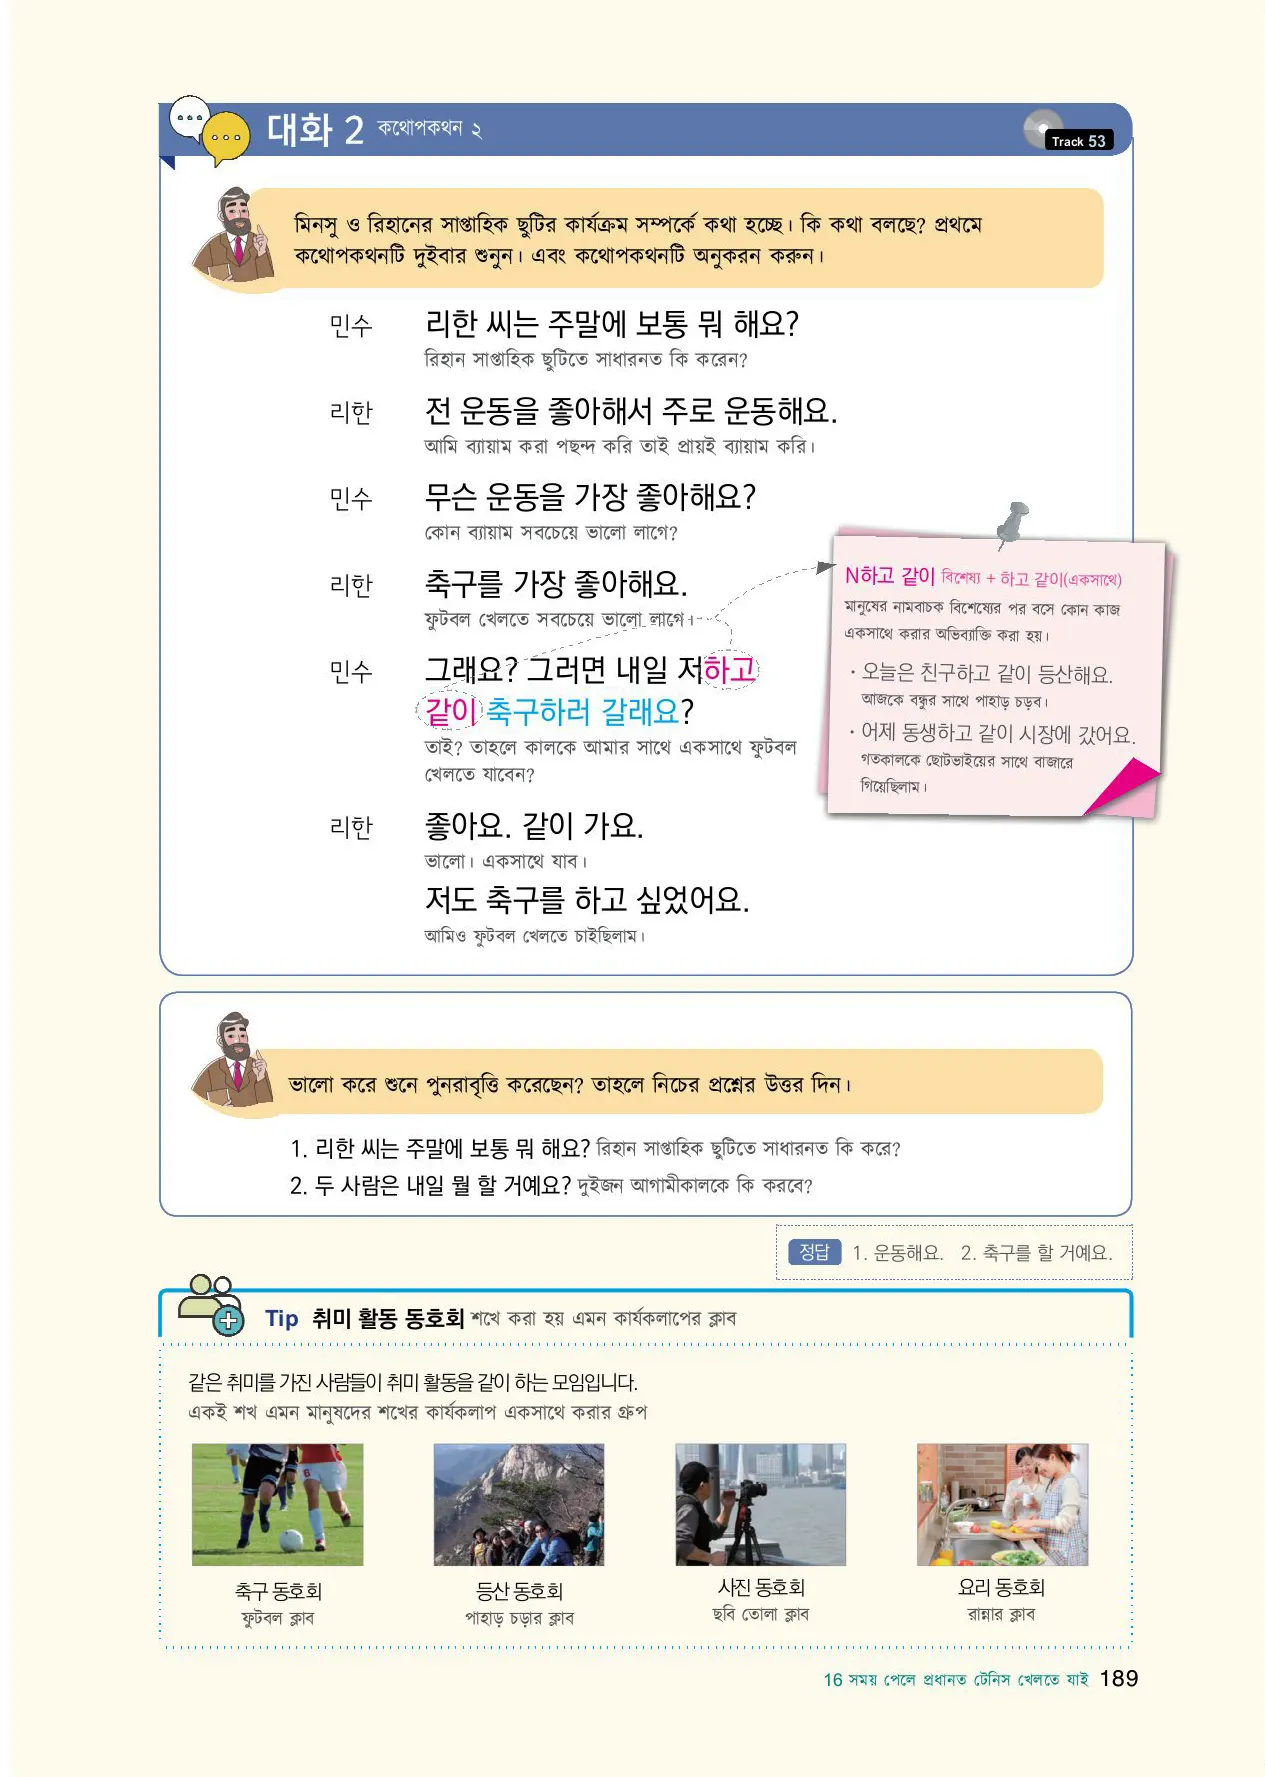 대화 2 কথোপকথন ২
Track 53
মিনসু ও রিহানের সাপ্তাহিক ছুটির কার্যক্রম সম্পর্কে কথা হচ্ছে। কি কথা বলছে? প্রথমে
কথোপকথনটি দুইবার শুনুন। এবং কথোপকথনটি অনুকরন করুন।
민수 리한 씨는 주말에 보통 뭐 해요?
রিহান সাপ্তাহিক ছুটিতে সাধারনত কি করেন?
리한 전 운동을 좋아해서 주로 운동해요.
আমি ব্যায়াম করা পছন্দ করি তাই প্রায়ই ব্যায়াম করি।
민수 무슨 운동을 가장 좋아해요?
কোন ব্যায়াম সবচেয়ে ভালো লাগে?
리한 축구를 가장 좋아해요.
ফুটবল খেলতে সবচেয়ে ভালো লাগে।
민수 그래요? 그러면 내일 저하고
같이 축구하러 갈래요?
তাই? তাহলে কালকে আমার সাথে একসাথে ফুটবল
খেলতে যাবেন?
리한 좋아요. 같이 가요.
ভালো। একসাথে যাব।
저도 축구를 하고 싶었어요.
আমিও ফুটবল খেলতে চাইছিলাম।
N하고 같이 বিশেষ্য + 하고 같이(একসাথে)
মানুষের নামবাচক বিশেষ্যের পর বসে কোন কাজ
একসাথে করার অভিব্যক্তি করা হয়।
· 오늘은 친구하고 같이 등산해요.
আজকে বন্ধুর সাথে পাহাড় চড়ব।
· 어제 동생하고 같이 시장에 갔어요.
গতকালকে ছোটভাইয়ের সাথে বাজারে
গিয়েছিলাম।
ভালো করে শুনে পুনরাবৃত্তি করেছেন? তাহলে নিচের প্রশ্নের উত্তর দিন।
1. 리한 씨는 주말에 보통 뭐 해요? রিহান সাপ্তাহিক ছুটিতে সাধারনত কি করে?
2. 두 사람은 내일 뭘 할 거예요? দুইজন আগামীকালকে কি করবে?
정답 1. 운동해요. 2. 축구를 할 거예요.
Tip 취미 활동 동호회 শখে করা হয় এমন কার্যকলাপের ক্লাব
같은 취미를 가진 사람들이 취미 활동을 같이 하는 모임입니다.
একই শখ এমন মানুষদের শখের কার্যকলাপ একসাথে করার গ্রুপ
축구 동호회 등산 동호회 사진 동호회 요리 동호회
ফুটবল ক্লাব পাহাড় চড়ার ক্লাব ছবি তোলা ক্লাব রান্নার ক্লাব
16 সময় পেলে প্রধানত টেনিস খেলতে যাই 189